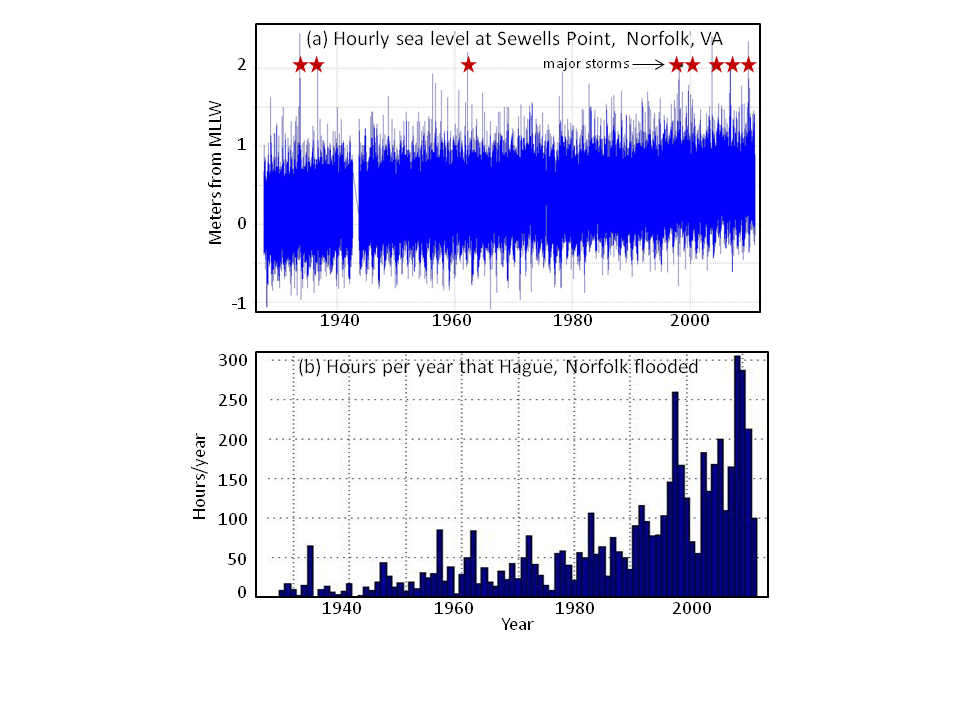 (a) Hourly sea level at Sewells Point, Norfolk, VA
major storms
Meters from MLLW
2
1
0
-1
1940 1960 1980 2000
(b) Hours per year that Hague, Norfolk flooded
Hours/year
300
250
200
150
100
50
0
1940 1960 1980 2000
Year